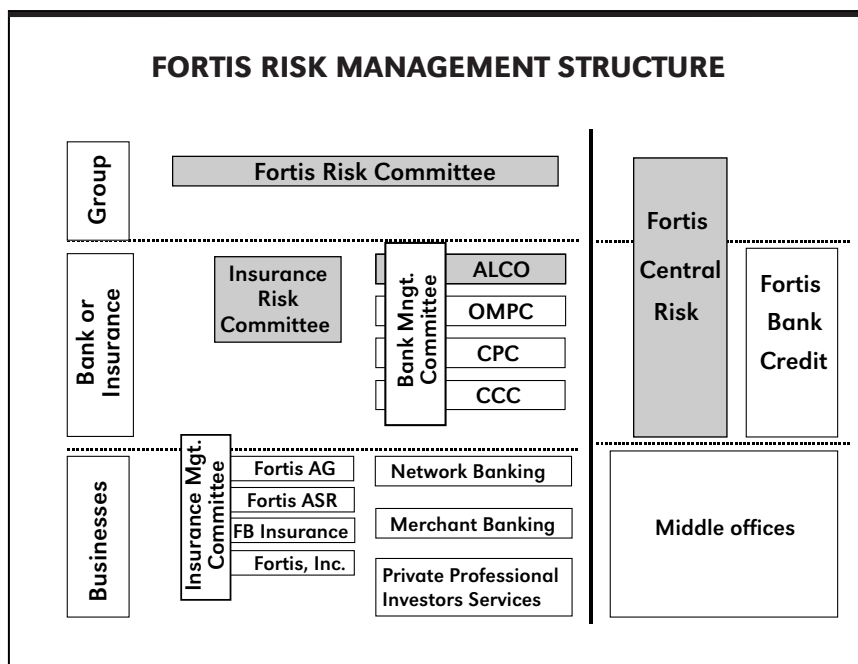 FORTIS RISK MANAGEMENT STRUCTURE
Group
Fortis Risk Committee
Fortis
Central
Risk
Bank or
Insurance
Insurance
Risk
Committee
Bank Mngt.
Committee
ALCO
OMPC
CPC
CCC
Fortis
Bank
Credit
Businesses
Insurance Mgt.
Committee
Fortis AG
Fortis ASR
FB Insurance
Fortis, Inc.
Network Banking
Merchant Banking
Private Professional
Investors Services
Middle offices